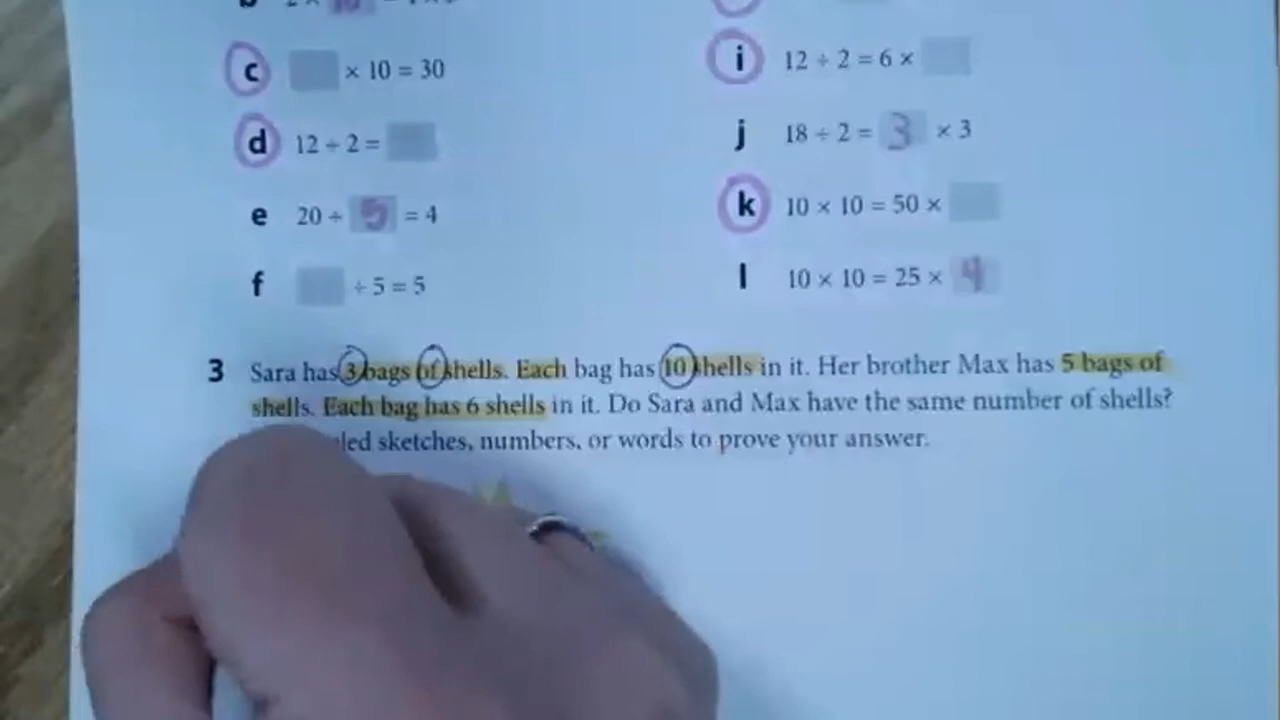 c × 10 = 30
d 12 ÷ 2 =
e 20 ÷ 5 = 4
f ÷ 5 = 5
i 12 ÷ 2 = 6 ×
j 18 ÷ 2 = 3 × 3
k 10 × 10 = 50 ×
l 10 × 10 = 25 × 4
3 Sara has 3 bags of shells. Each bag has 10 shells in it. Her brother Max has 5 bags of
shells. Each bag has 6 shells in it. Do Sara and Max have the same number of shells?
sketches, numbers, or words to prove your answer.